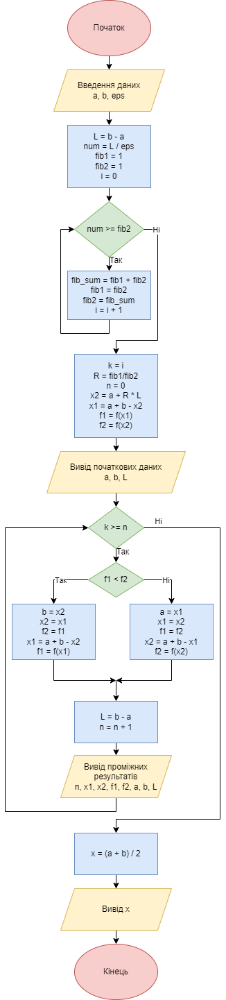 Початок
Введення даних
a, b, eps
L = b - a
num = L / eps
fib1 = 1
fib2 = 1
i = 0
num >= fib2
Ні
Так
fib_sum = fib1 + fib2
fib1 = fib2
fib2 = fib_sum
i = i + 1
k = i
R = fib1/fib2
n = 0
x2 = a + R * L
x1 = a + b - x2
f1 = f(x1)
f2 = f(x2)
Вивід початкових даних
a, b, L
k >= n
Ні
Так
f1 < f2
Так
Ні
b = x2
x2 = x1
f2 = f1
x1 = a + b - x2
f1 = f(x1)
a = x1
x1 = x2
f1 = f2
x2 = a + b - x1
f2 = f(x2)
L = b - a
n = n + 1
Вивід проміжних
результатів
n, x1, x2, f1, f2, a, b, L
x = (a + b) / 2
Вивід x
Кінець